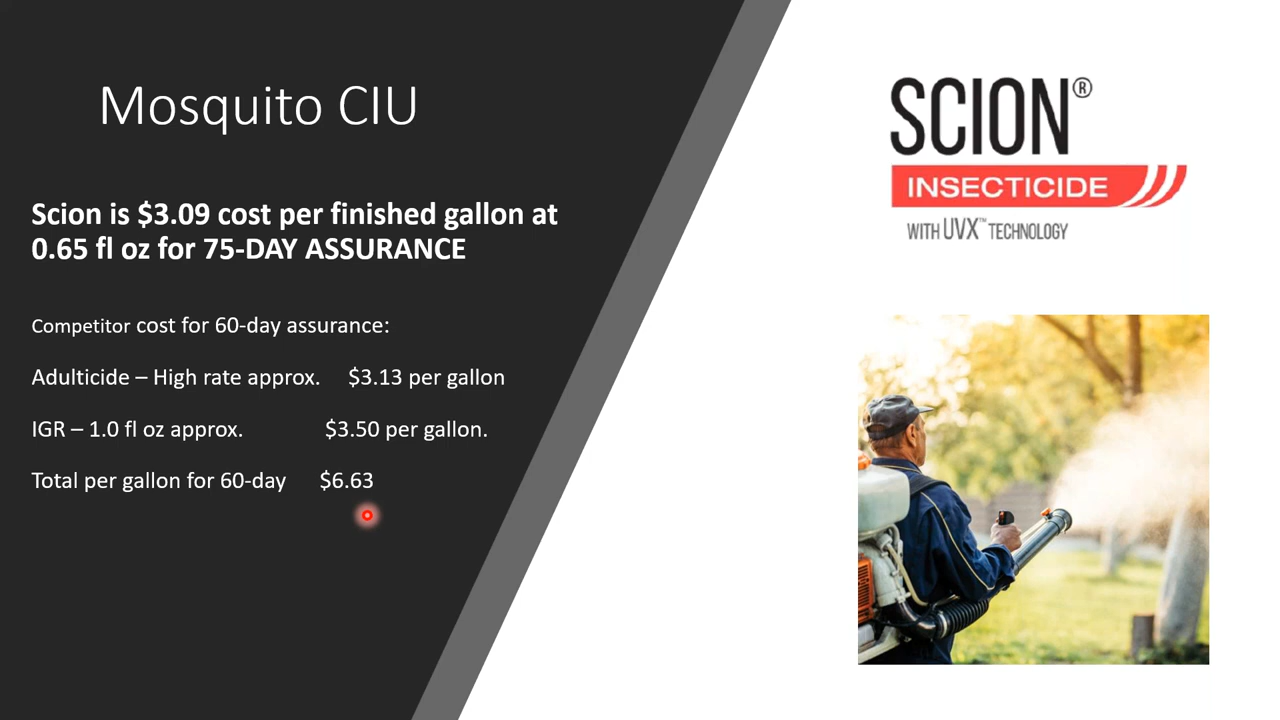 Mosquito CIU
Scion is $3.09 cost per finished gallon at
0.65 fl oz for 75-DAY ASSURANCE
Competitor cost for 60-day assurance:
Adulticide – High rate approx. $3.13 per gallon
IGR – 1.0 fl oz approx. $3.50 per gallon.
Total per gallon for 60-day $6.63
SCION®
INSECTICIDE
WITH UVX™ TECHNOLOGY